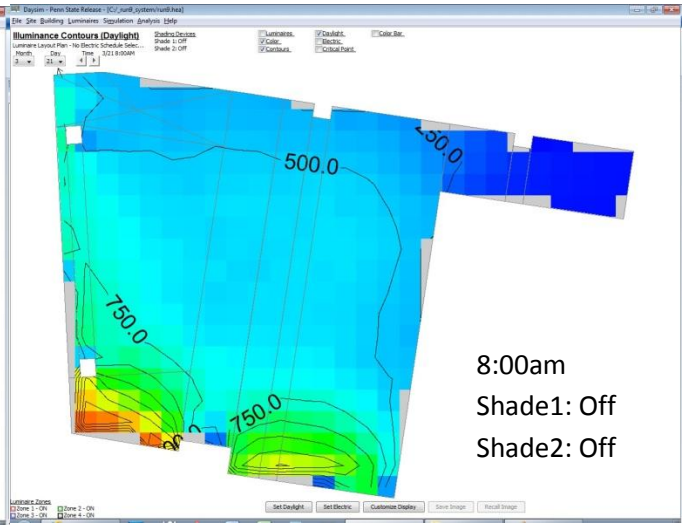 Daysim - Penn State Release - [C:/_run9_system/run9.hea]
File Site Building Luminaires Simulation Analysis Help
Illuminance Contours (Daylight)
Luminaire Layout Plan - No Electric Schedule Selec...
Month Day Time 3/21 8:00AM
3 21
Shading Devices
Shade 1: Off
Shade 2: Off
Luminaires Daylight Color Bar
Color Electric
Contours Critical Point
250.0
500.0
750.0
750.0
8:00am
Shade1: Off
Shade2: Off
Luminaire Zones
Zone 1 - ON Zone 2 - ON
Zone 3 - ON Zone 4 - ON
Set Daylight Set Electric Customize Display Save Image Recall Image